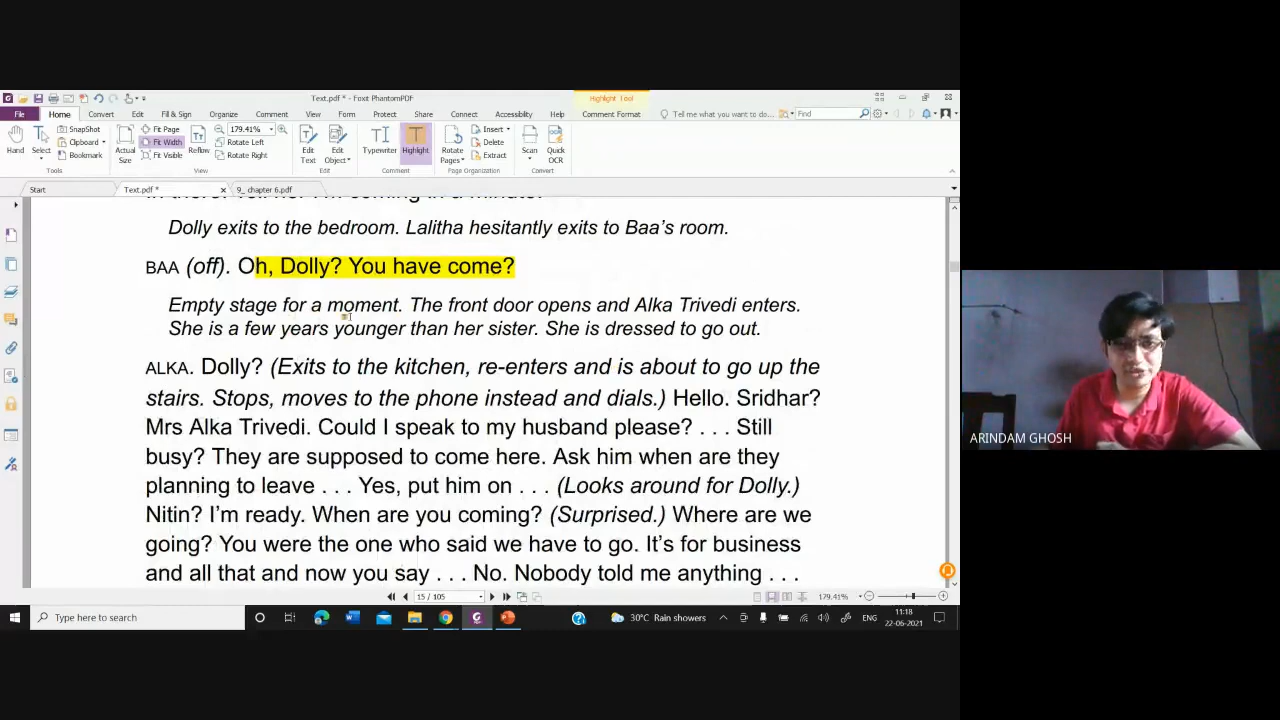 Text.pdf * - Foxit PhantomPDF
Highlight Tool
File Home Convert Edit Fill & Sign Organize Comment View Form Protect Share Connect Accessibility Help Comment Format Tell me what you want to do... Find
Hand Select SnapShot Clipboard Bookmark Actual Size Fit Page Fit Width Fit Visible Reflow 179.41% Rotate Left Rotate Right Edit Text Edit Object Typewriter Highlight Rotate Pages Insert Delete Extract Scan Quick OCR
Tools View Edit Comment Page Organization Convert
Start Text.pdf * 9_ chapter 6.pdf
Dolly exits to the bedroom. Lalitha hesitantly exits to Baa's room.
BAA (off). Oh, Dolly? You have come?
Empty stage for a moment. The front door opens and Alka Trivedi enters.
She is a few years younger than her sister. She is dressed to go out.
ALKA. Dolly? (Exits to the kitchen, re-enters and is about to go up the
stairs. Stops, moves to the phone instead and dials.) Hello. Sridhar?
Mrs Alka Trivedi. Could I speak to my husband please? . . . Still
busy? They are supposed to come here. Ask him when are they
planning to leave . . . Yes, put him on . . . (Looks around for Dolly.)
Nitin? I'm ready. When are you coming? (Surprised.) Where are we
going? You were the one who said we have to go. It's for business
and all that and now you say . . . No. Nobody told me anything . . .
15 / 105 179.41%
Type here to search 30°C Rain showers ENG 11:18
22-06-2021
ARINDAM GHOSH